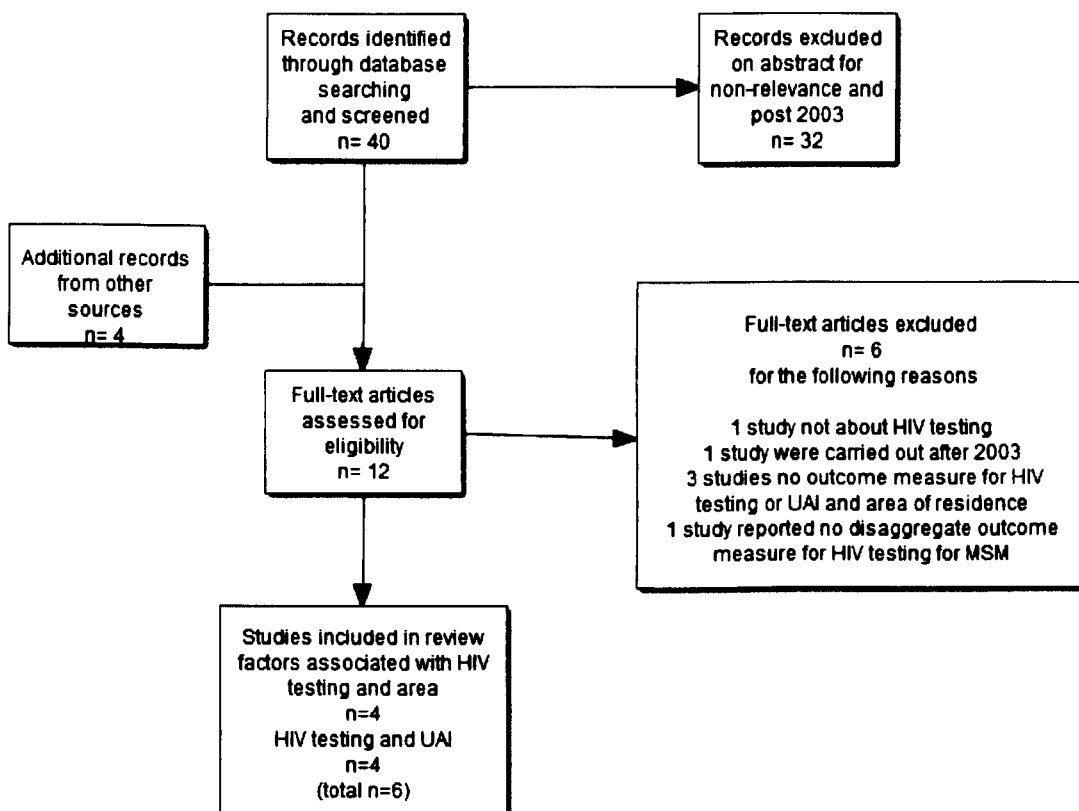 Records identified
through database
searching
and screened
n= 40
Records excluded
on abstract for
non-relevance and
post 2003
n= 32
Additional records
from other
sources
n= 4
Full-text articles
assessed for
eligibility
n= 12
Full-text articles excluded
n= 6
for the following reasons
1 study not about HIV testing
1 study were carried out after 2003
3 studies no outcome measure for HIV
testing or UAI and area of residence
1 study reported no disaggregate outcome
measure for HIV testing for MSM
Studies included in review
factors associated with HIV
testing and area
n=4
HIV testing and UAI
n=4
(total n=6)